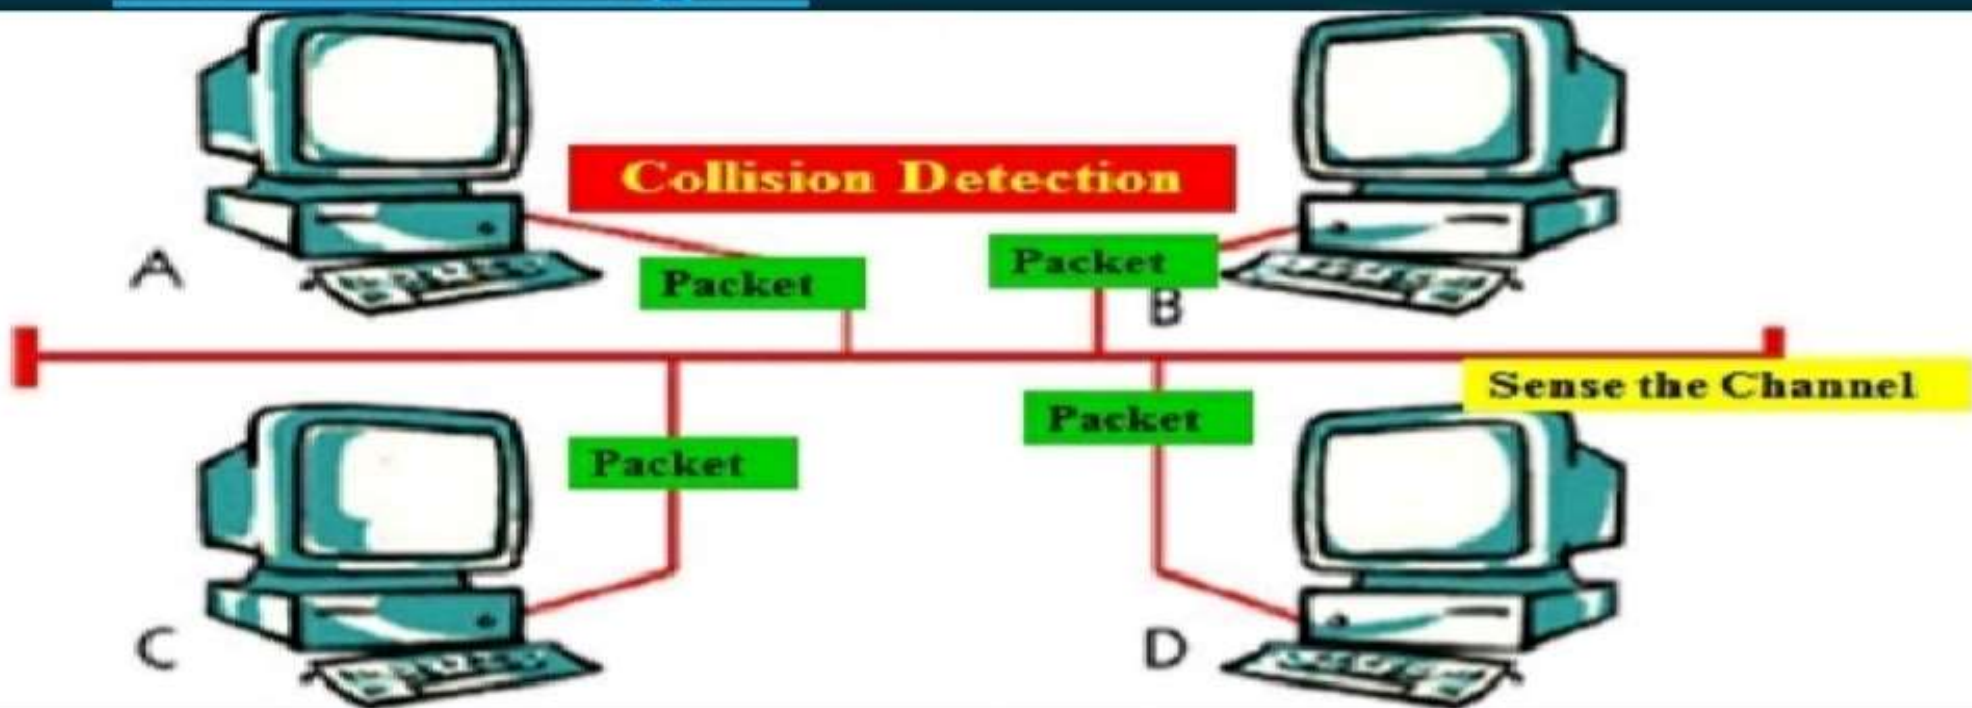 Collision Detection
A
Packet
Packet
B
Sense the Channel
Packet
Packet
C
D